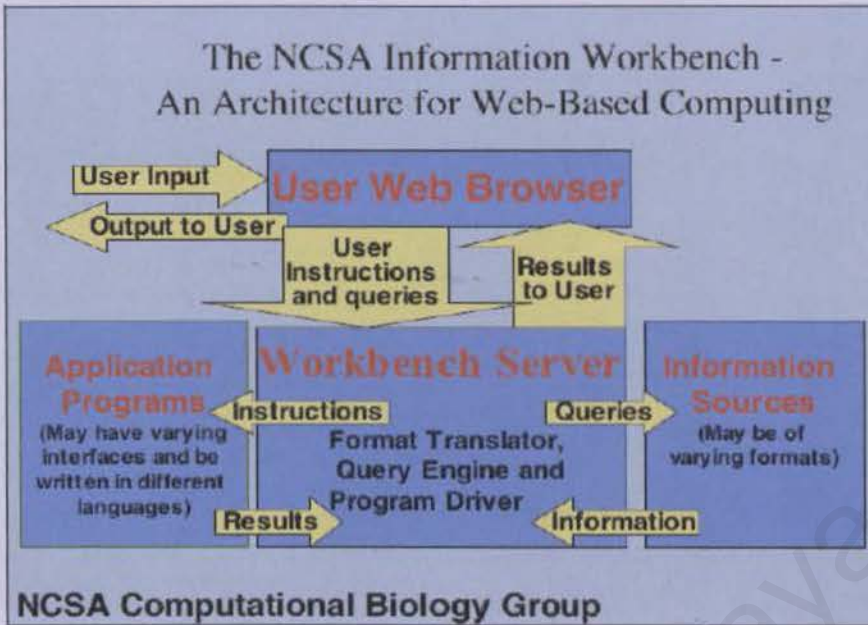 The NCSA Information Workbench -
An Architecture for Web-Based Computing
User Input
User Web Browser
Output to User
User
Instructions
and queries
Results
to User
Application
Programs
(May have varying
interfaces and be
written in different
languages)
Workbench Server
Instructions
Queries
Format Translator,
Query Engine and
Program Driver
Results
Information
Information
Sources
(May be of
varying formats)
NCSA Computational Biology Group